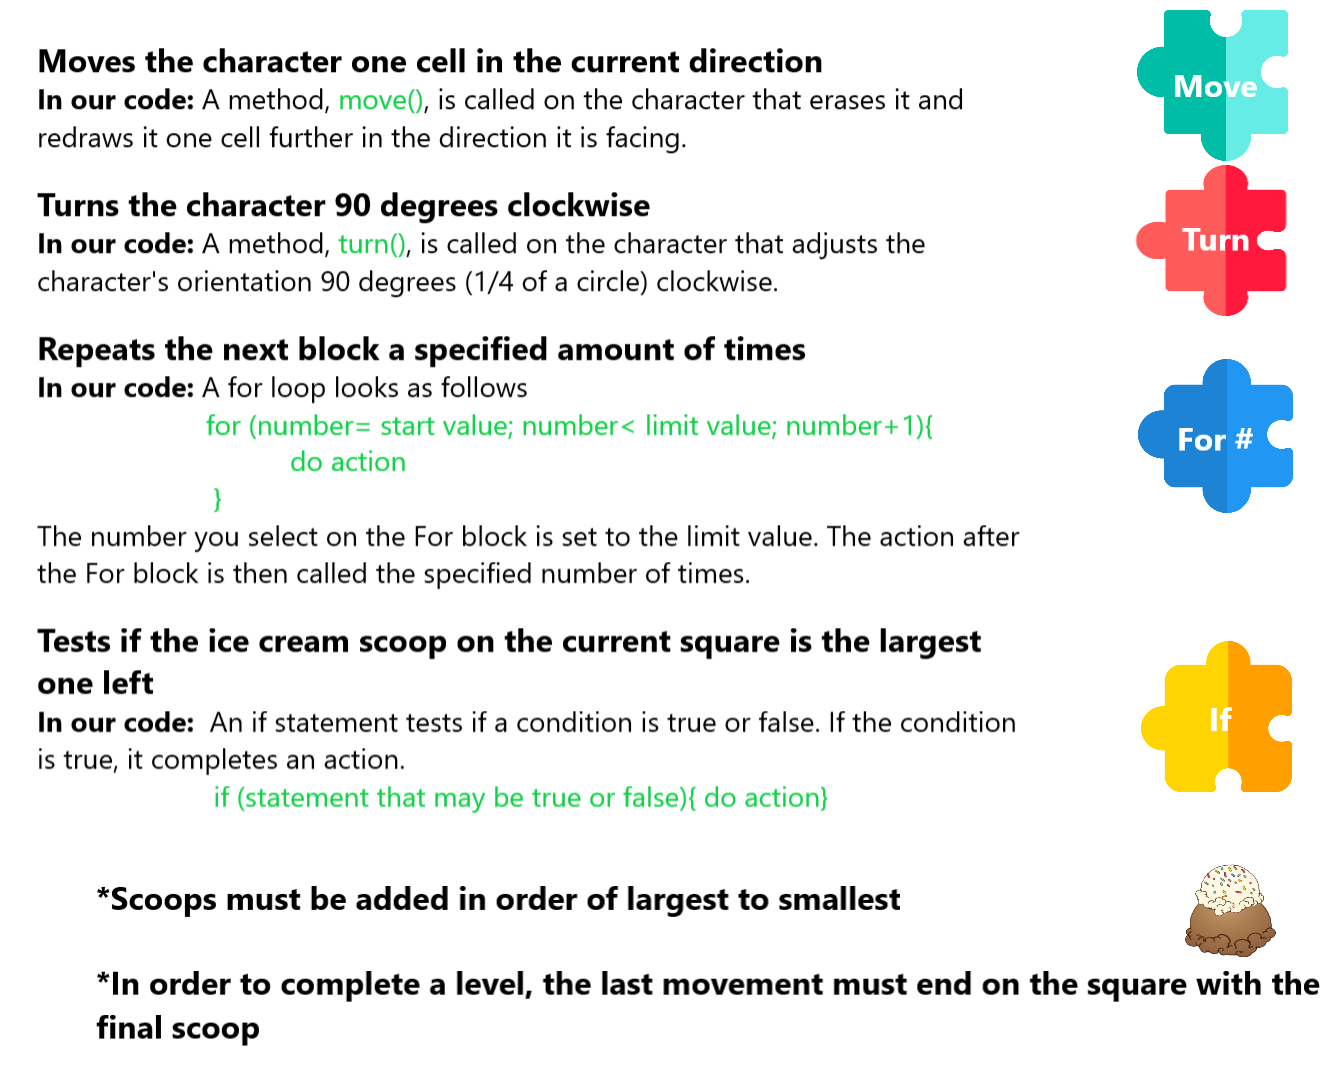 Moves the character one cell in the current direction
In our code: A method, move(), is called on the character that erases it and
redraws it one cell further in the direction it is facing.
Move
Turns the character 90 degrees clockwise
In our code: A method, turn(), is called on the character that adjusts the
character's orientation 90 degrees (1/4 of a circle) clockwise.
Turn
Repeats the next block a specified amount of times
In our code: A for loop looks as follows
for (number= start value; number< limit value; number+1){
do action
}
The number you select on the For block is set to the limit value. The action after
the For block is then called the specified number of times.
For #
Tests if the ice cream scoop on the current square is the largest
one left
In our code:  An if statement tests if a condition is true or false. If the condition
is true, it completes an action.
if (statement that may be true or false){ do action}
If
*Scoops must be added in order of largest to smallest
*In order to complete a level, the last movement must end on the square with the
final scoop